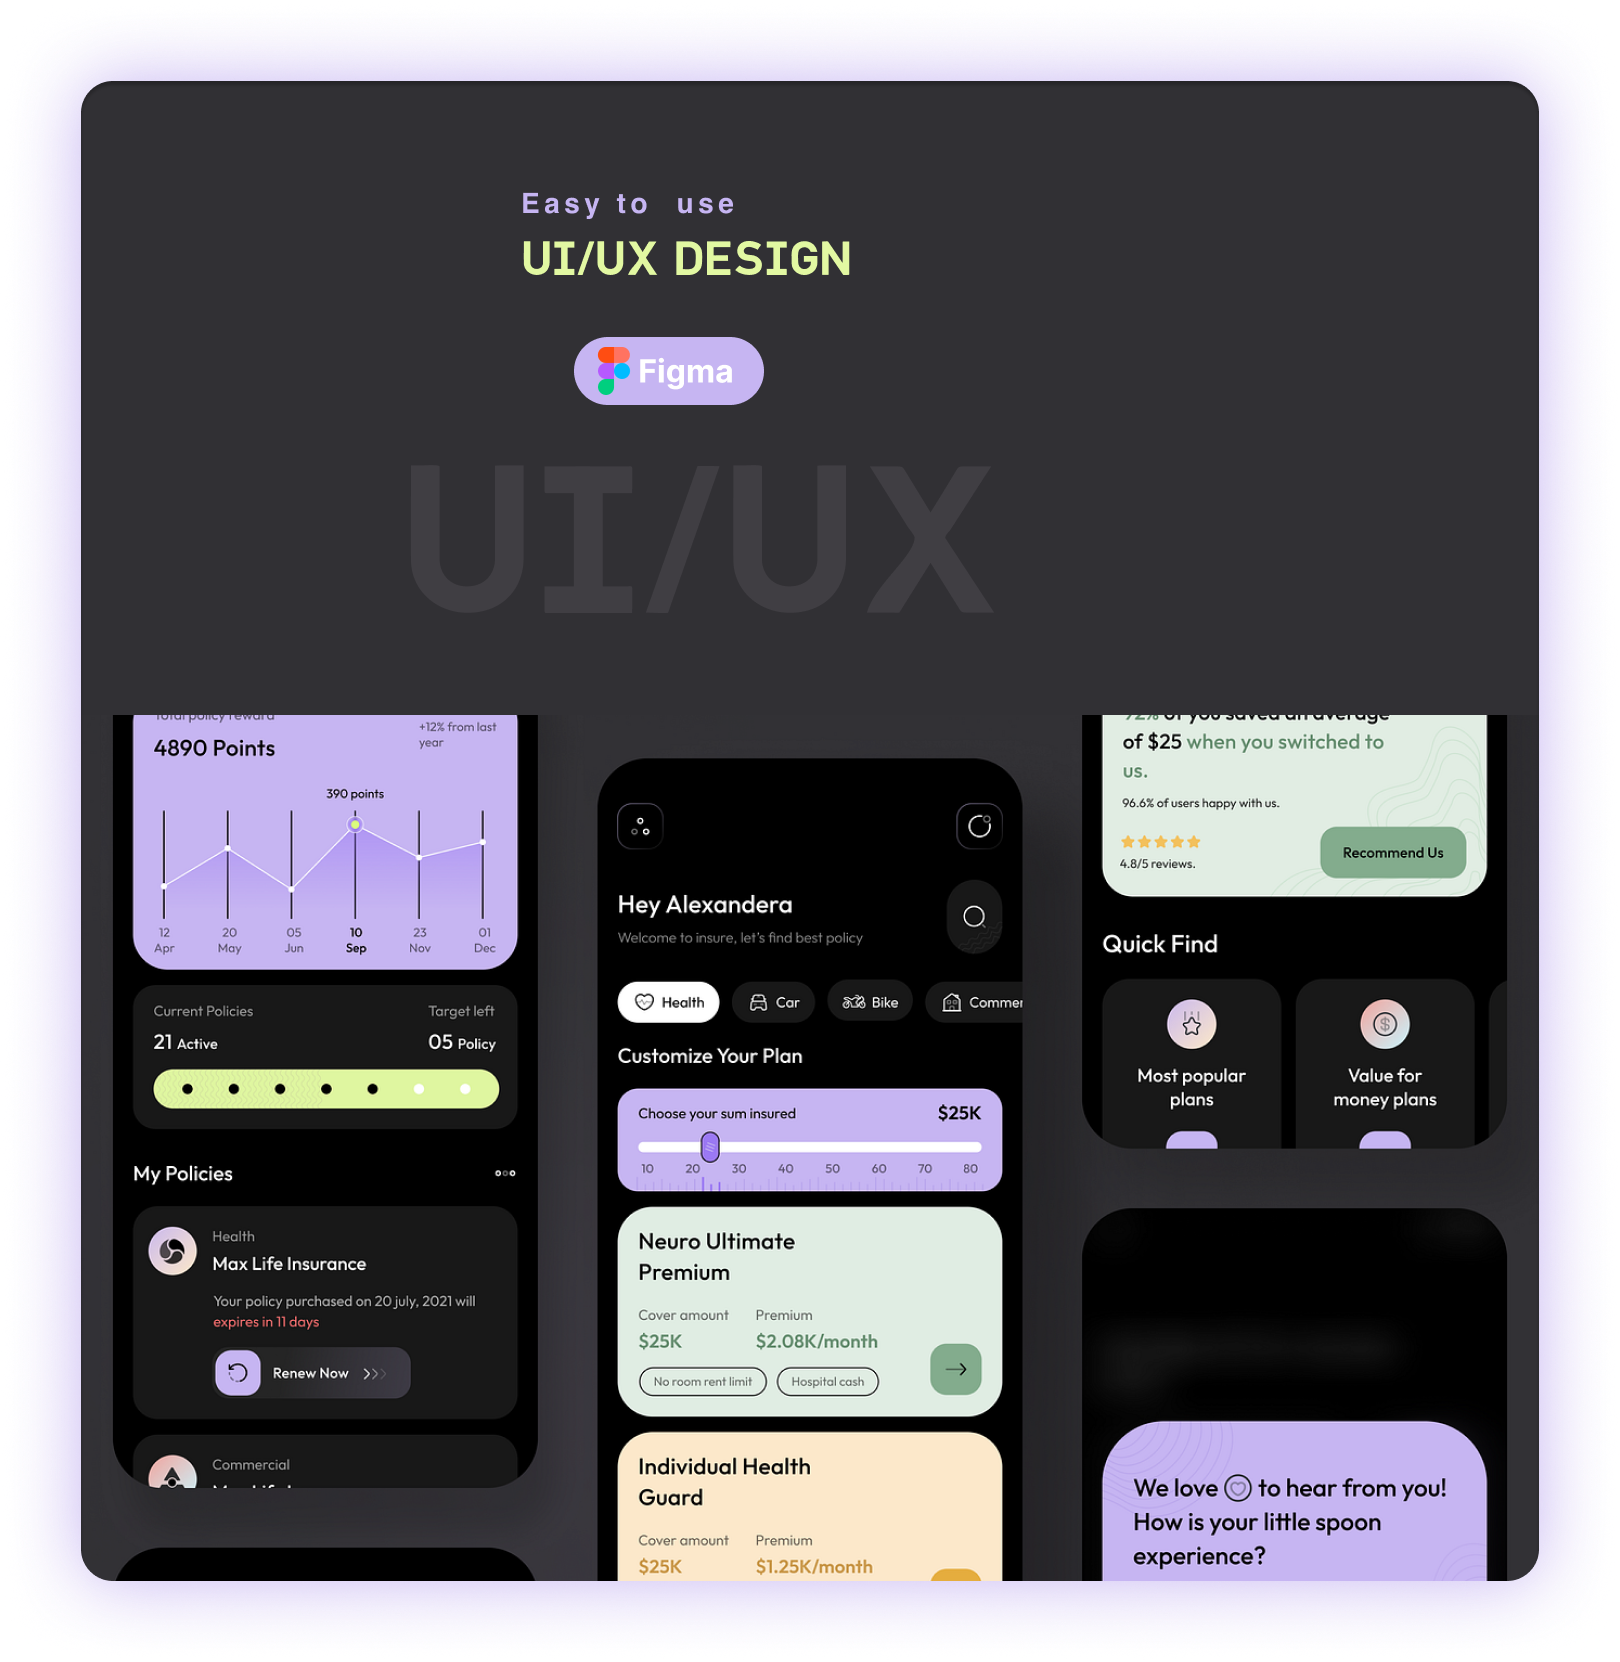 Easy to use
UI/UX DESIGN
Figma
UI/UX
Total policy reward
+12% from last
year
4890 Points
390 points
12
Apr
20
May
05
Jun
10
Sep
23
Nov
01
Dec
Current Policies
Target left
21 Active
05 Policy
My Policies
Health
Max Life Insurance
Your policy purchased on 20 july, 2021 will
expires in 11 days
Renew Now
Commercial
Hey Alexandera
Welcome to insure, let's find best policy
Health
Car
Bike
Commer
Customize Your Plan
Choose your sum insured
$25K
10 20 30 40 50 60 70 80
Neuro Ultimate
Premium
Cover amount
Premium
$25K
$2.08K/month
No room rent limit
Hospital cash
Individual Health
Guard
Cover amount
Premium
$25K
$1.25K/month
of you saved an average
of $25 when you switched to
us.
96.6% of users happy with us.
4.8/5 reviews.
Recommend Us
Quick Find
Most popular
plans
Value for
money plans
We love to hear from you!
How is your little spoon
experience?